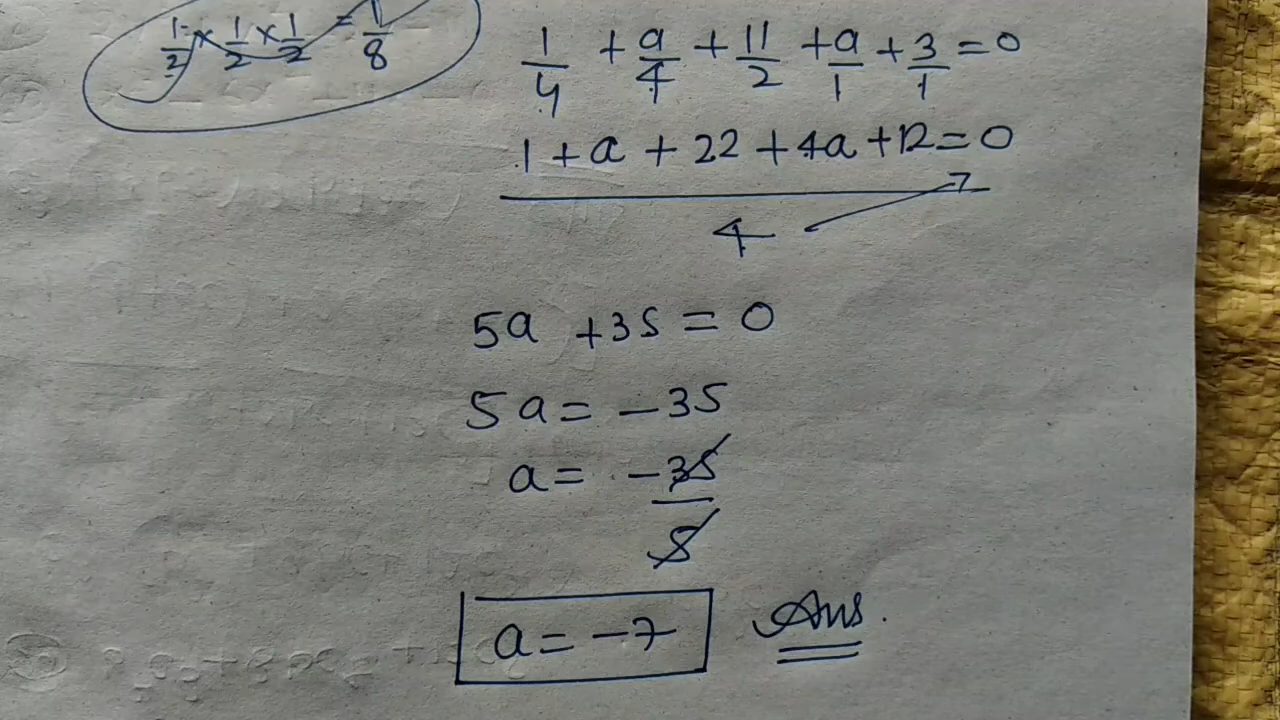 1/2 × 1/2 × 1/2 = 1/8
1/4 + a/4 + 11/2 + a/1 + 3/1 = 0
1 + a + 22 + 4a + 12 = 0
4
5a + 35 = 0
5a = - 35
a = - 35
5
a = - 7 Ans.